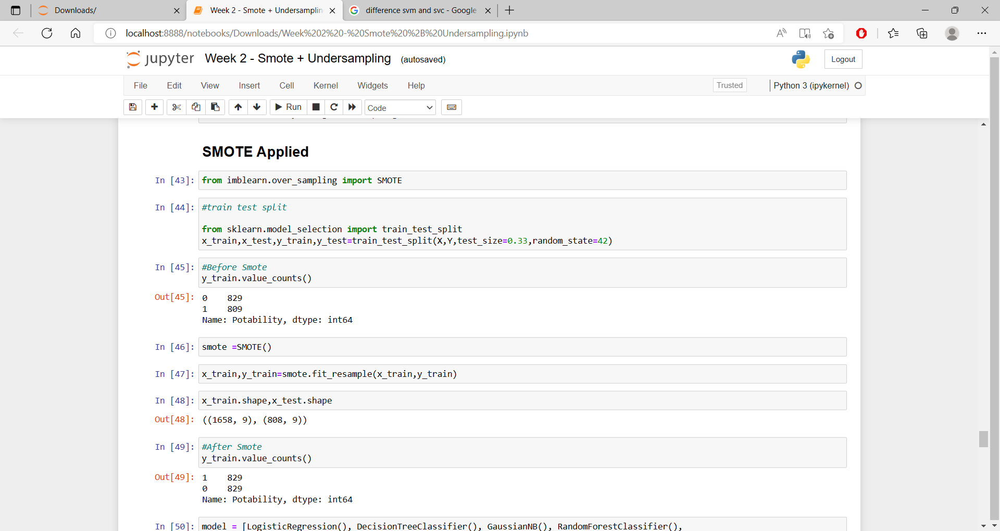 Downloads/
Week 2 - Smote + Undersamplin
difference svm and svc - Google
localhost:8888/notebooks/Downloads/Week%202%20-%20Smote%20%2B%20Undersampling.ipynb
jupyter Week 2 - Smote + Undersampling (autosaved)
Logout
File Edit View Insert Cell Kernel Widgets Help
Trusted
Python 3 (ipykernel)
Run
Code
SMOTE Applied
In [43]: from imblearn.over_sampling import SMOTE
In [44]: #train test split
from sklearn.model_selection import train_test_split
x_train,x_test,y_train,y_test=train_test_split(X,Y,test_size=0.33,random_state=42)
In [45]: #Before Smote
y_train.value_counts()
Out[45]: 0 829
1 809
Name: Potability, dtype: int64
In [46]: smote =SMOTE()
In [47]: x_train,y_train=smote.fit_resample(x_train,y_train)
In [48]: x_train.shape,x_test.shape
Out[48]: ((1658, 9), (808, 9))
In [49]: #After Smote
y_train.value_counts()
Out[49]: 1 829
0 829
Name: Potability, dtype: int64
In [50]: model = [LogisticRegression(), DecisionTreeClassifier(), GaussianNB(), RandomForestClassifier(),